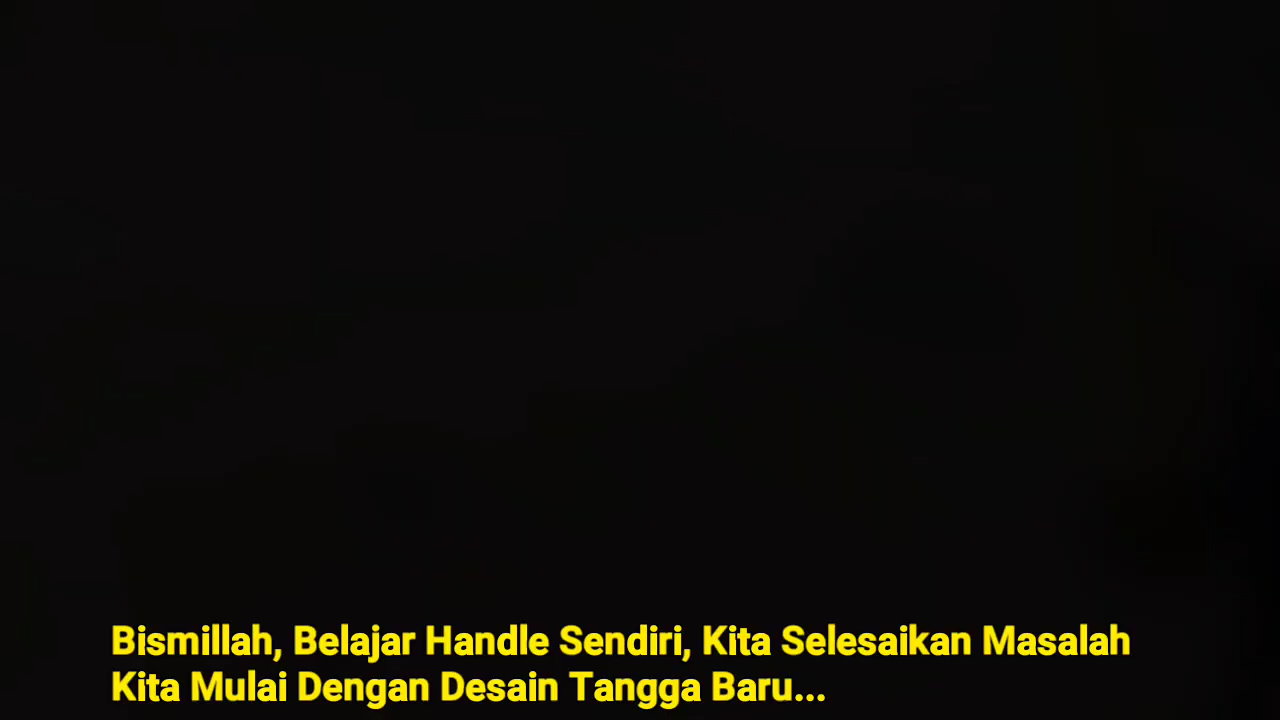 Bismillah, Belajar Handle Sendiri, Kita Selesaikan Masalah
Kita Mulai Dengan Desain Tangga Baru...